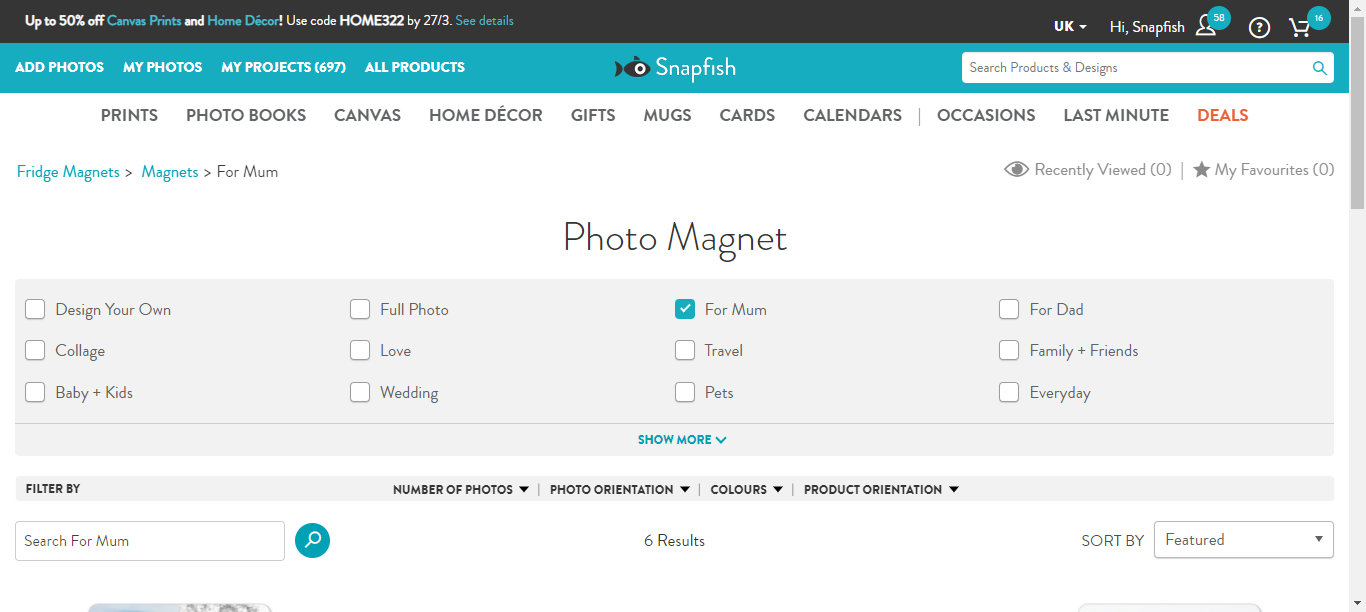 Up to 50% off Canvas Prints and Home Décor! Use code HOME322 by 27/3. See details
UK Hi, Snapfish 58 ? 16
ADD PHOTOS MY PHOTOS MY PROJECTS (697) ALL PRODUCTS Snapfish Search Products & Designs
PRINTS PHOTO BOOKS CANVAS HOME DÉCOR GIFTS MUGS CARDS CALENDARS | OCCASIONS LAST MINUTE DEALS
Fridge Magnets > Magnets > For Mum Recently Viewed (0) | My Favourites (0)
Photo Magnet
Design Your Own Full Photo For Mum For Dad
Collage Love Travel Family + Friends
Baby + Kids Wedding Pets Everyday
SHOW MORE
FILTER BY NUMBER OF PHOTOS | PHOTO ORIENTATION | COLOURS | PRODUCT ORIENTATION
Search For Mum 6 Results SORT BY Featured